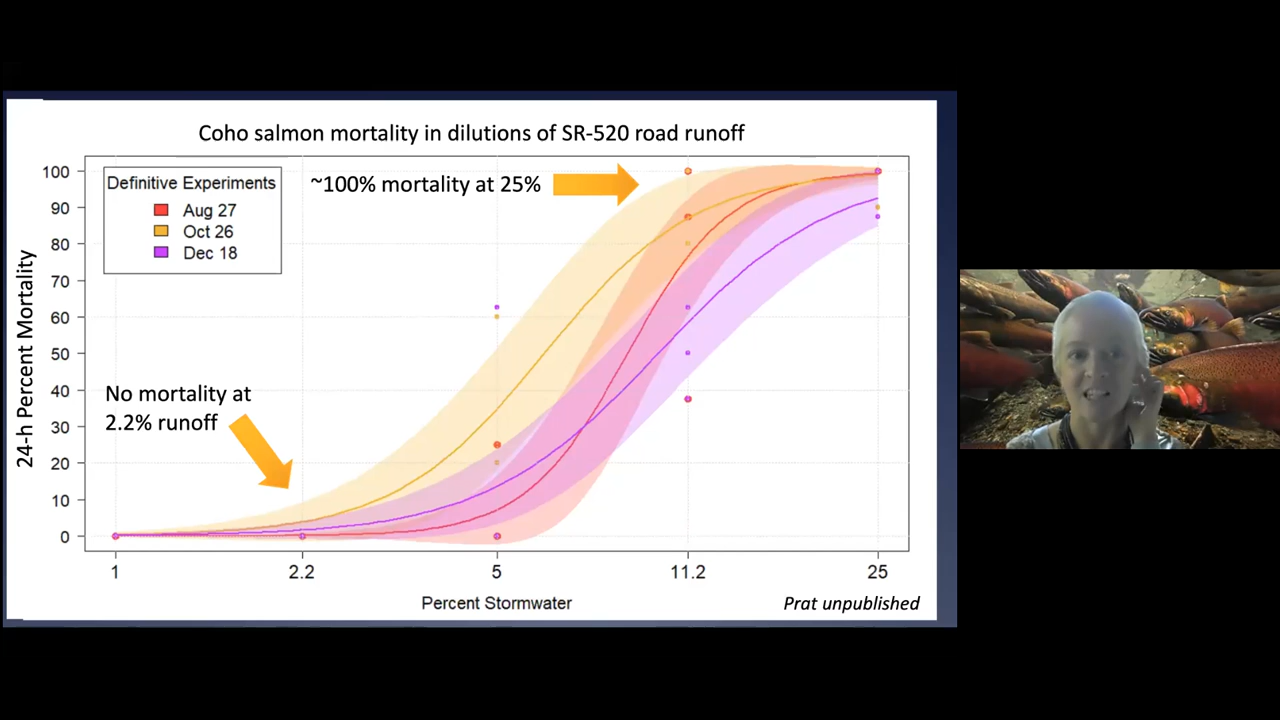 Coho salmon mortality in dilutions of SR-520 road runoff
Definitive Experiments
Aug 27
Oct 26
Dec 18
~100% mortality at 25%
No mortality at
2.2% runoff
24-h Percent Mortality
100
90
80
70
60
50
40
30
20
10
0
1
2.2
5
11.2
25
Percent Stormwater
Prat unpublished